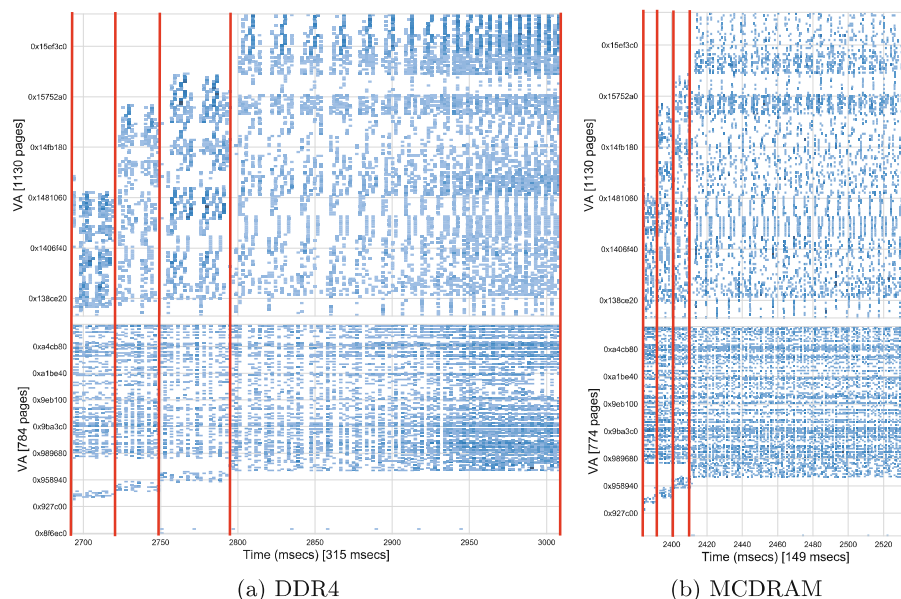 0x15ef3c0
0x15752a0
0x14fb180
0x1481060
0x1406f40
0x138ce20
VA [1130 pages]
0xa4cb80
0xa1be40
0x9eb100
0x9ba3c0
0x989680
0x958940
0x927c00
0x8f6ec0
VA [784 pages]
2700 2750 2800 2850 2900 2950 3000
Time (msecs) [315 msecs]
(a) DDR4
0x15ef3c0
0x15752a0
0x14fb180
0x1481060
0x1406f40
0x138ce20
VA [1130 pages]
0xa4cb80
0xa1be40
0x9eb100
0x9ba3c0
0x989680
0x958940
0x927c00
VA [774 pages]
2400 2420 2440 2460 2480 2500 2520
Time (msecs) [149 msecs]
(b) MCDRAM